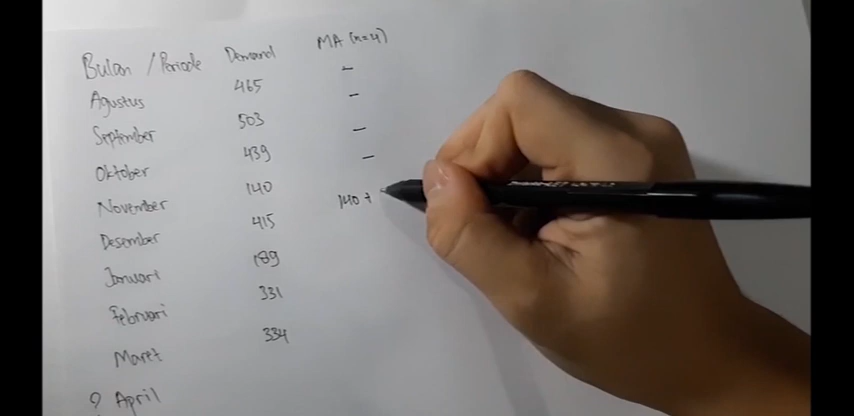 Bulan / Periode Demand MA (n=4)
Agustus 465 -
September 503 -
Oktober 439 -
November 140 -
Desember 415 140 +
Januari 189
Februari 331
Maret 334
? April